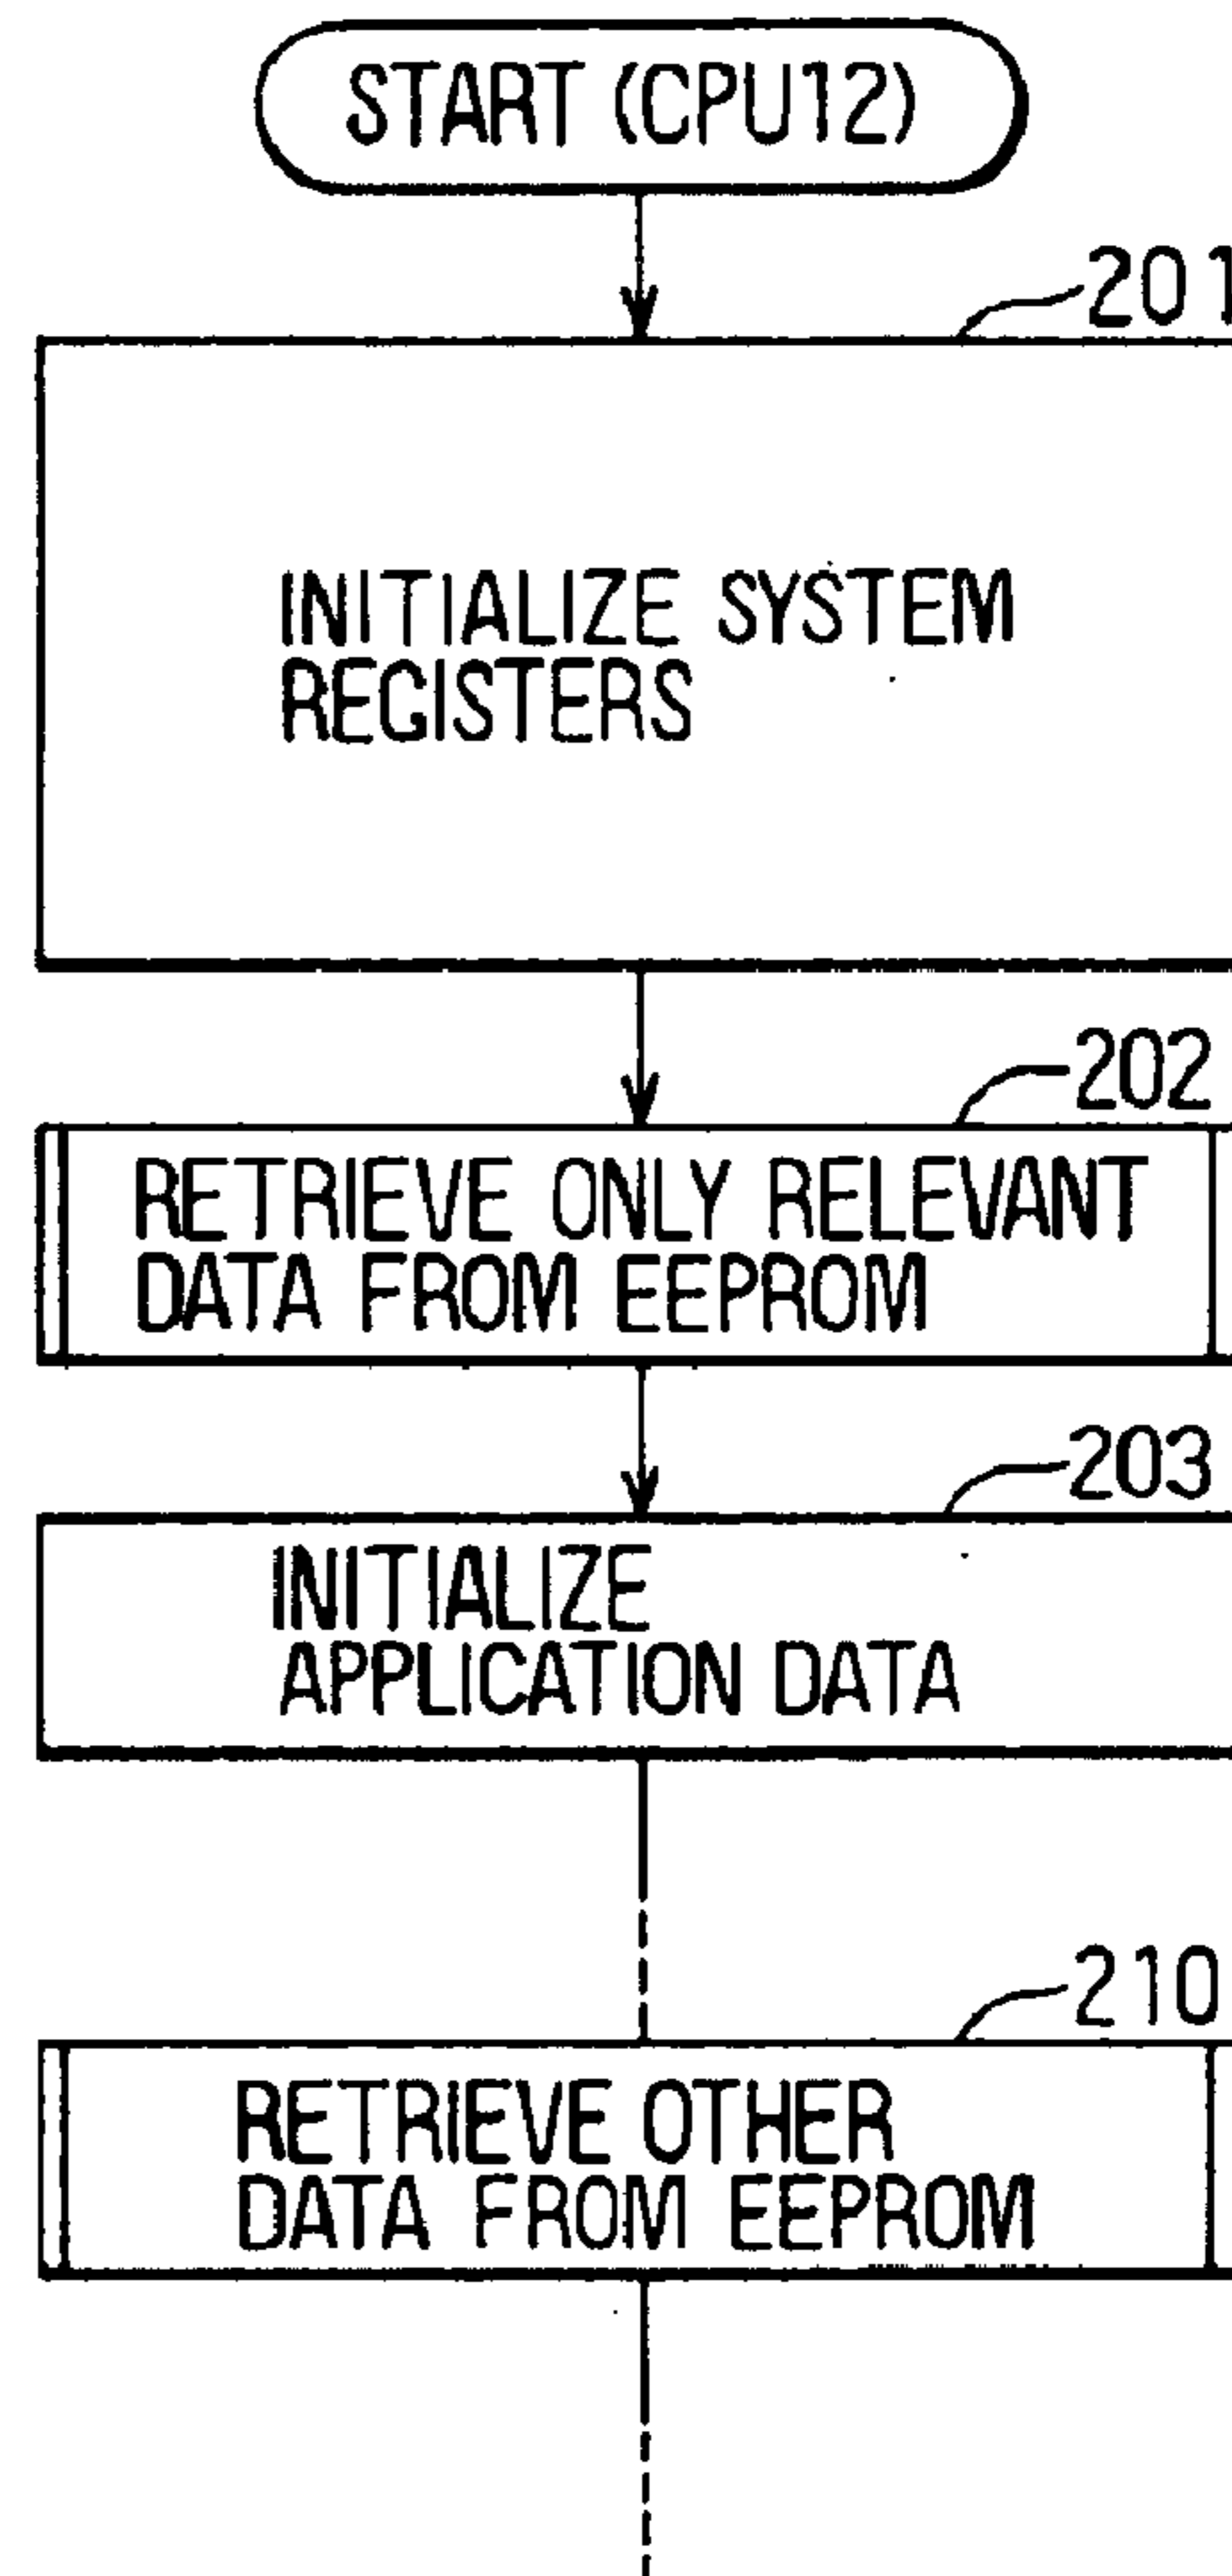 START (CPU12)
201
INITIALIZE SYSTEM
REGISTERS
202
RETRIEVE ONLY RELEVANT
DATA FROM EEPROM
203
INITIALIZE
APPLICATION DATA
210
RETRIEVE OTHER
DATA FROM EEPROM